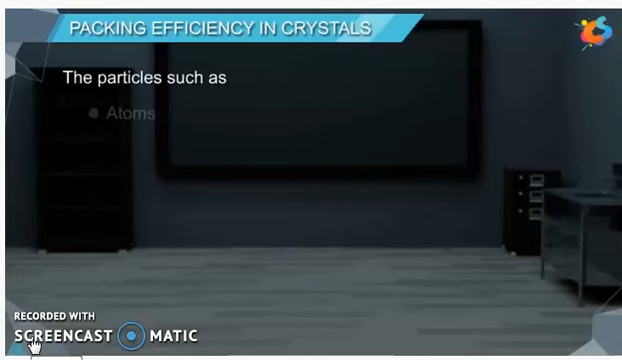 PACKING EFFICIENCY IN CRYSTALS
The particles such as
Atoms
RECORDED WITH
SCREENCAST MATIC